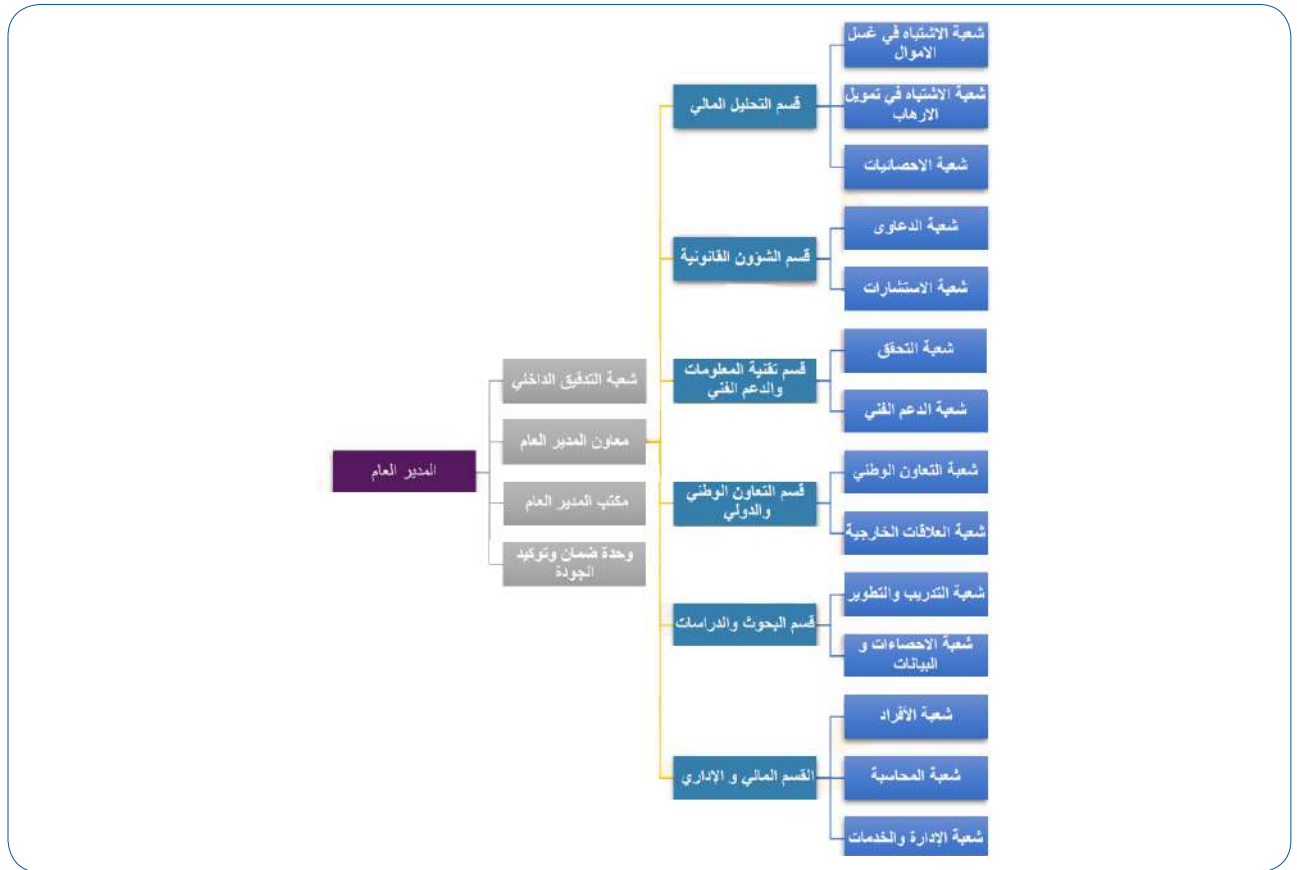 المدير العام
شعبة التدقيق الداخلي
معاون المدير العام
مكتب المدير العام
وحدة ضمان وتوكيد
الجودة
قسم التحليل المالي
شعبة الاشتباه في غسل
الاموال
شعبة الاشتباه في تمويل
الارهاب
شعبة الاحصائيات
قسم الشؤون القانونية
شعبة الدعاوى
شعبة الاستشارات
قسم تقنية المعلومات
والدعم الفني
شعبة التحقق
شعبة الدعم الفني
قسم التعاون الوطني
والدولي
شعبة التعاون الوطني
شعبة العلاقات الخارجية
قسم البحوث والدراسات
شعبة التدريب والتطوير
شعبة الاحصاءات و
البيانات
القسم المالي و الإداري
شعبة الأفراد
شعبة المحاسبة
شعبة الإدارة والخدمات